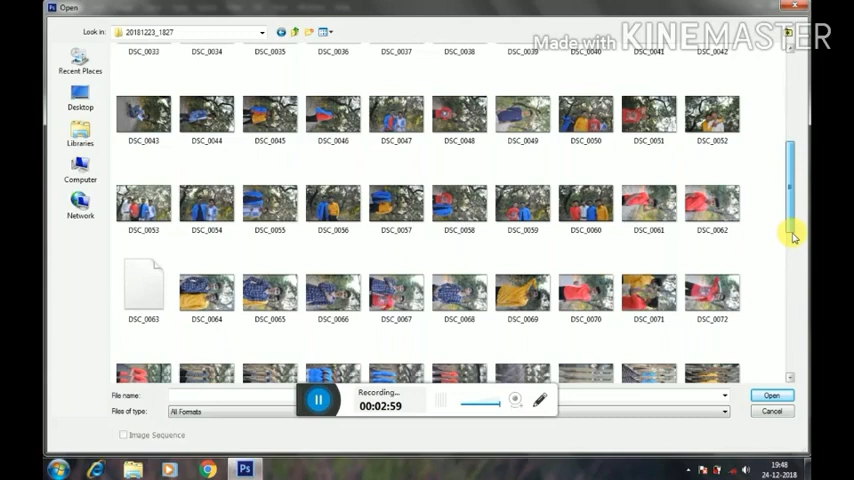 Open
Look in:
20181223_1827
Made with KINEMASTER
DSC_0033 DSC_0034 DSC_0035 DSC_0036 DSC_0037 DSC_0038 DSC_0039 DSC_0040 DSC_0041 DSC_0042
Recent Places
Desktop
Libraries
Computer
Network
DSC_0043 DSC_0044 DSC_0045 DSC_0046 DSC_0047 DSC_0048 DSC_0049 DSC_0050 DSC_0051 DSC_0052
DSC_0053 DSC_0054 DSC_0055 DSC_0056 DSC_0057 DSC_0058 DSC_0059 DSC_0060 DSC_0061 DSC_0062
DSC_0063 DSC_0064 DSC_0065 DSC_0066 DSC_0067 DSC_0068 DSC_0069 DSC_0070 DSC_0071 DSC_0072
File name:
Open
Files of type:
All Formats
Cancel
Recording...
00:02:59
Image Sequence
Ps
19:48
24-12-2018